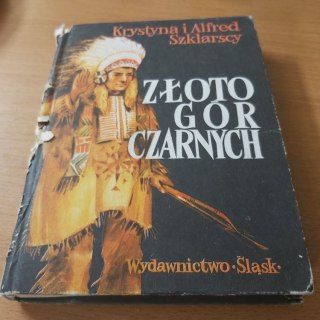 Krystyna i Alfred
Szklarscy
ZŁOTO
GÓR
CZARNYCH
Wydawnictwo · Śląsk ·